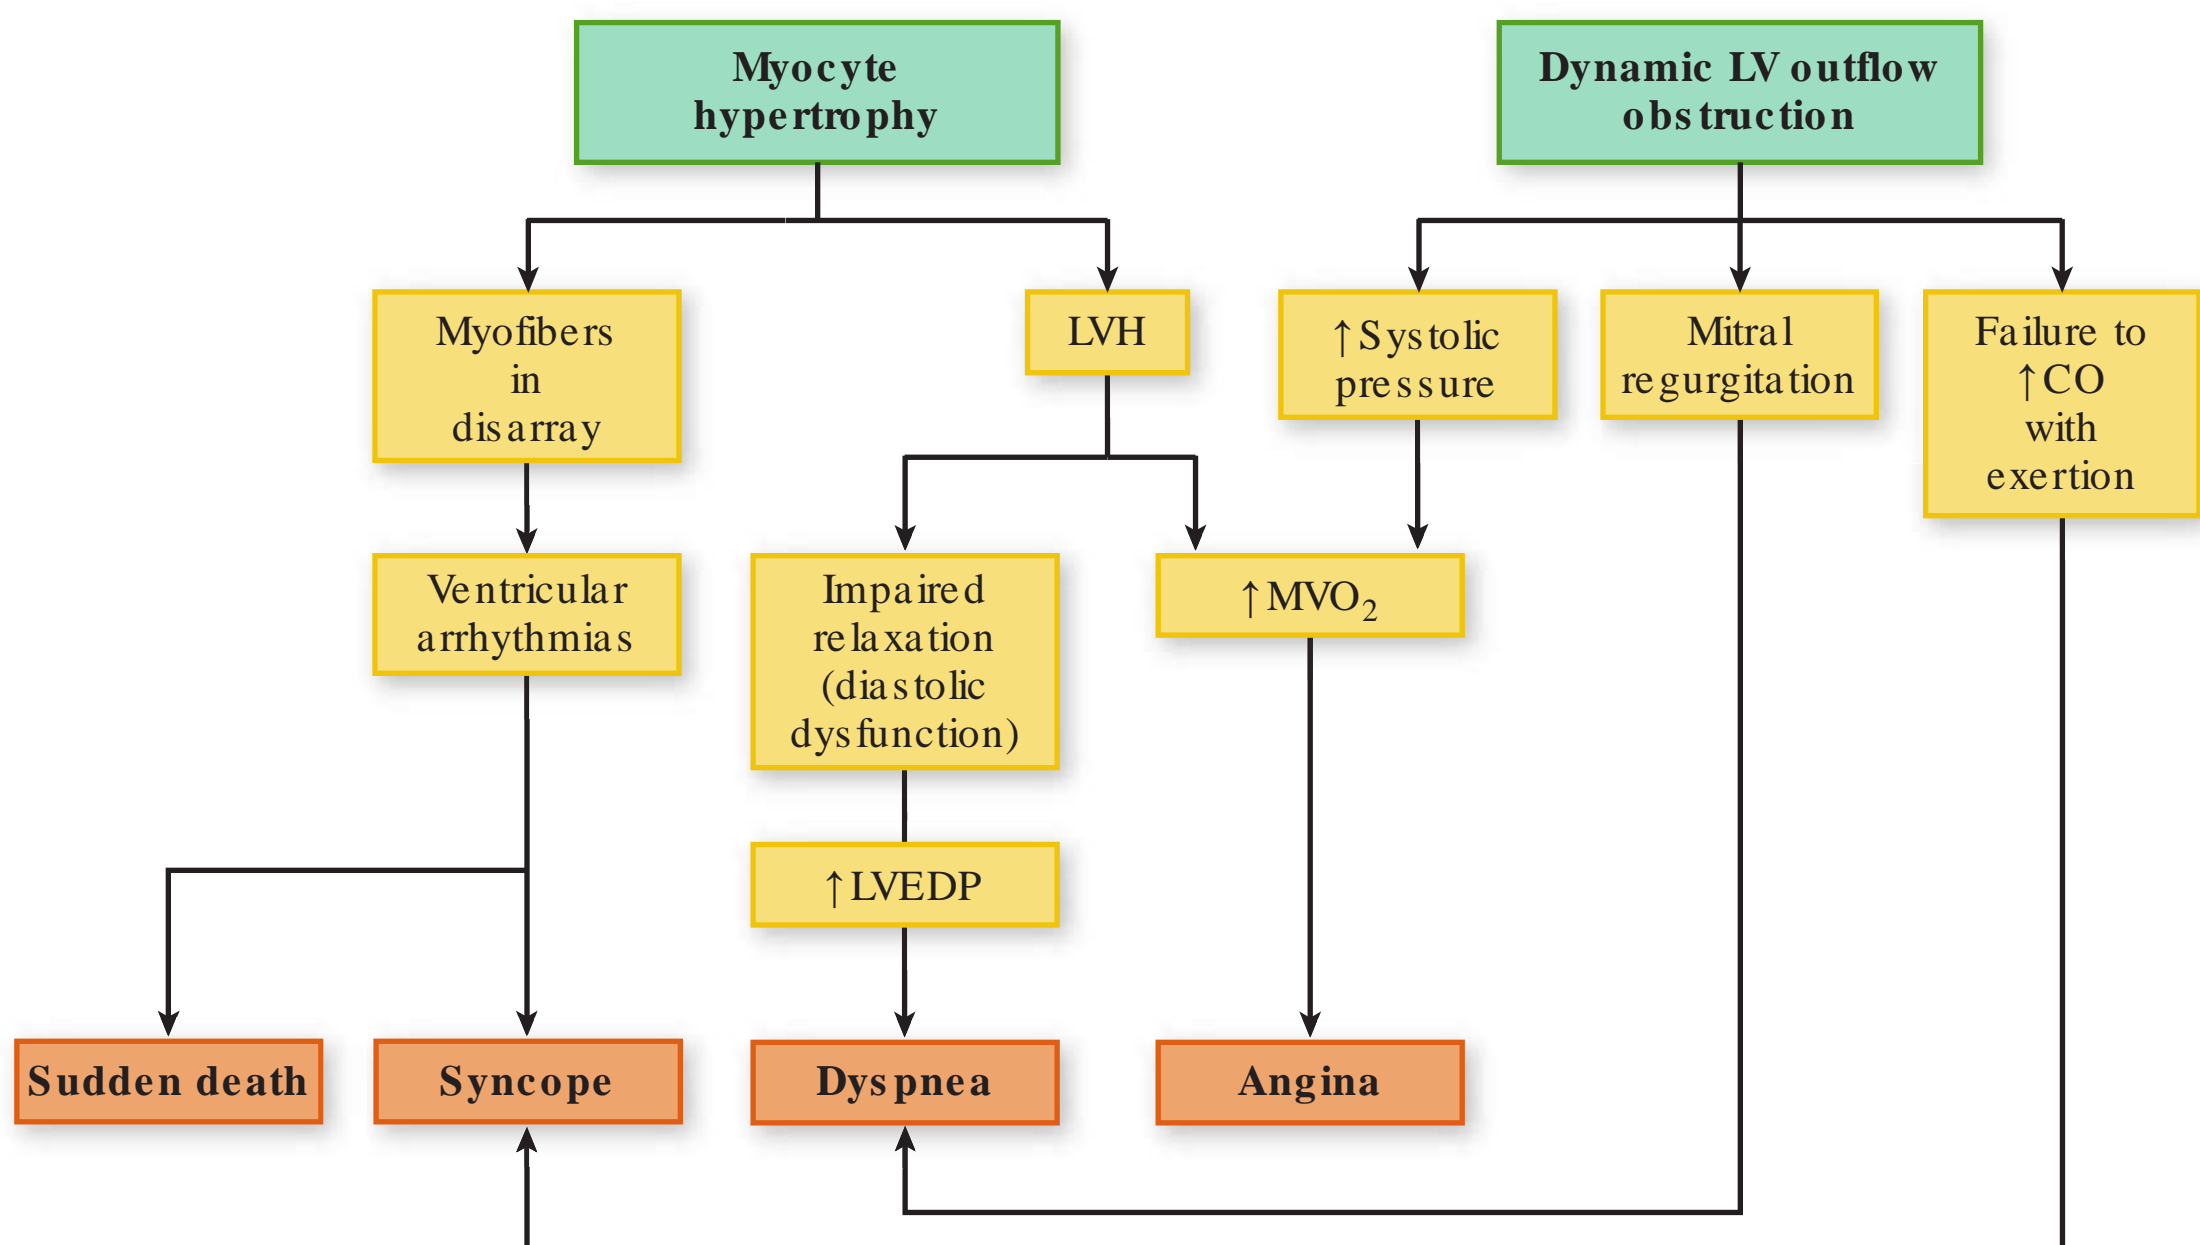 Myocyte
hypertrophy
Dynamic LV outflow
obstruction
Myofibers
in
disarray
LVH
↑Systolic
pressure
Mitral
regurgitation
Failure to
↑CO
with
exertion
Ventricular
arrhythmias
Impaired
relaxation
(diastolic
dysfunction)
↑MVO₂
↑LVEDP
Sudden death
Syncope
Dyspnea
Angina